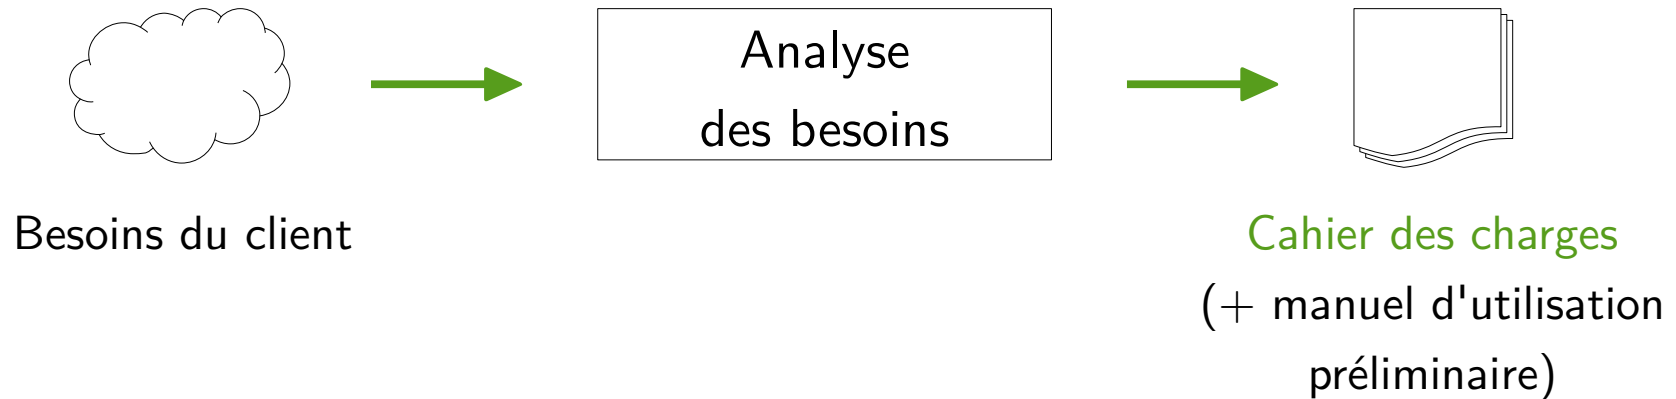 Analyse
des besoins
Besoins du client
Cahier des charges
(+ manuel d'utilisation
préliminaire)